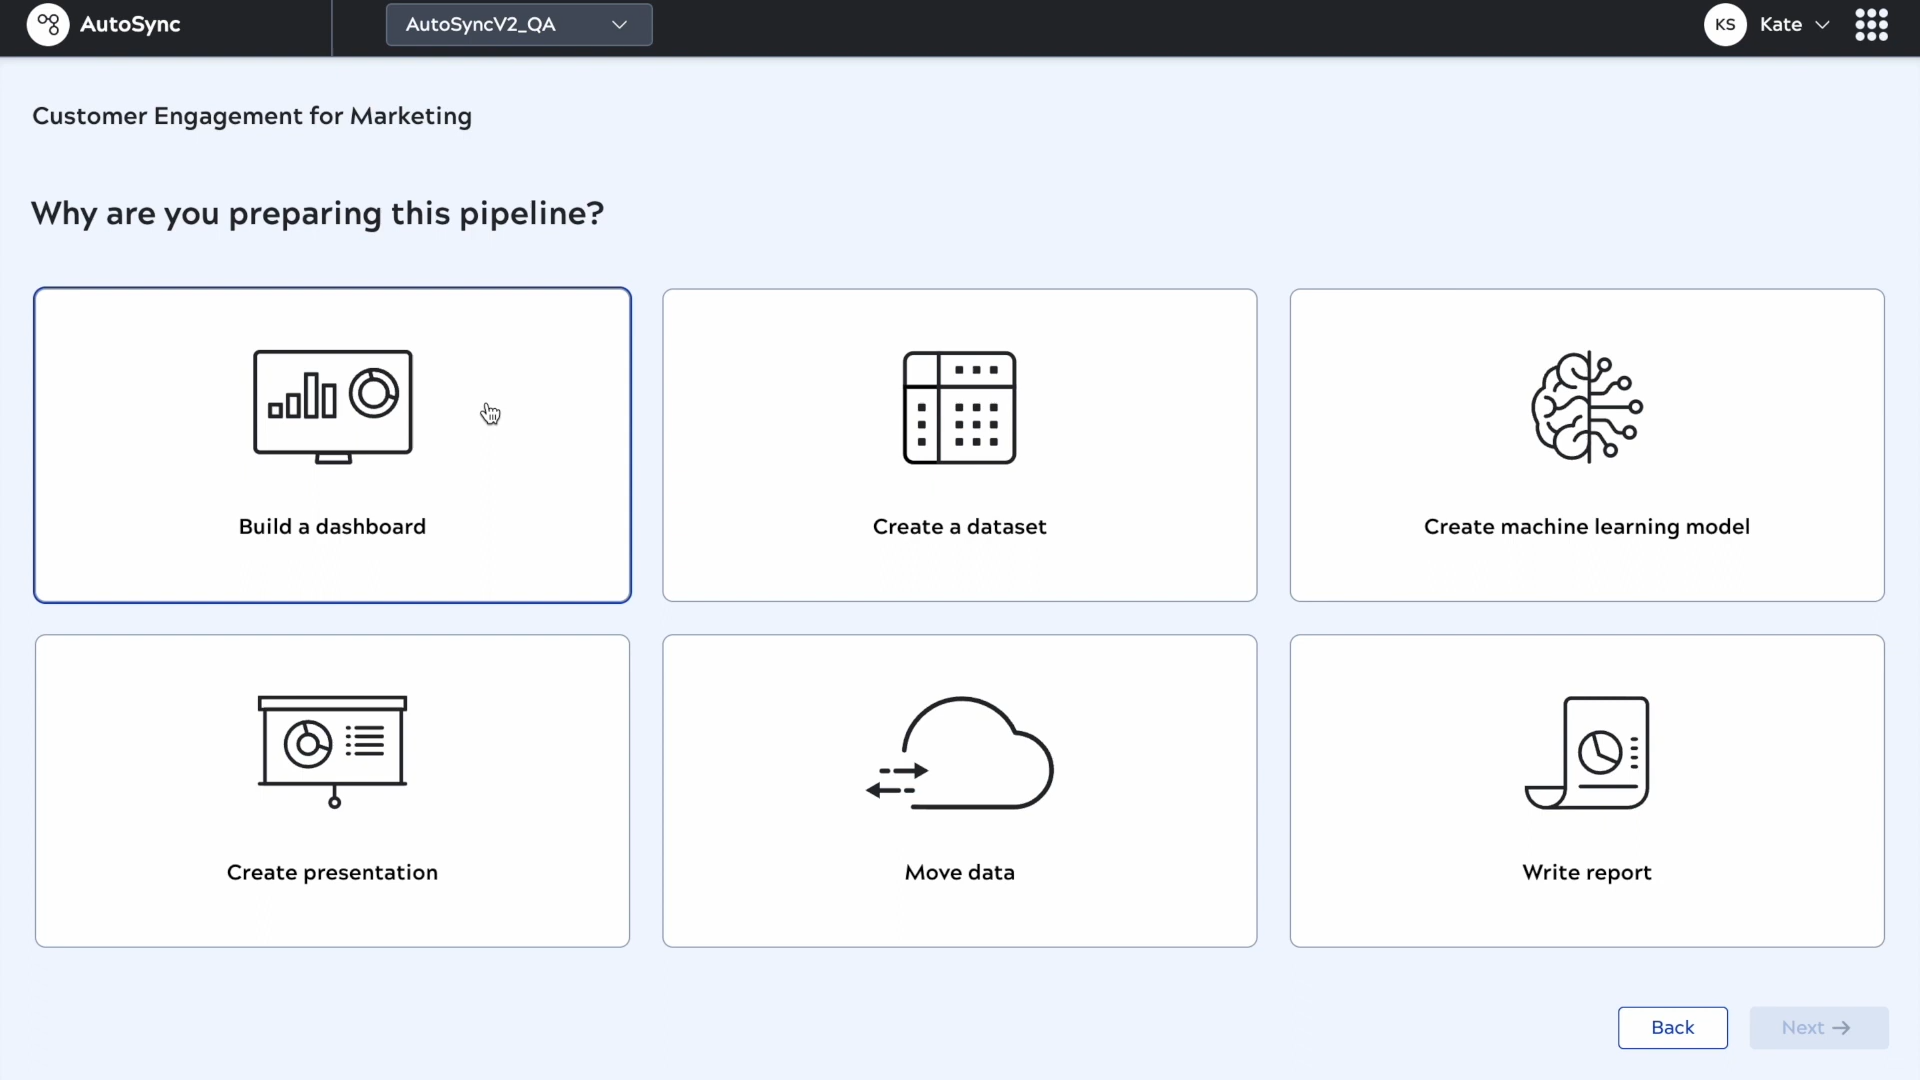 AutoSync
AutoSyncV2_QA
KS
Kate
Customer Engagement for Marketing
Why are you preparing this pipeline?
Build a dashboard
Create a dataset
Create machine learning model
Create presentation
Move data
Write report
Back
Next